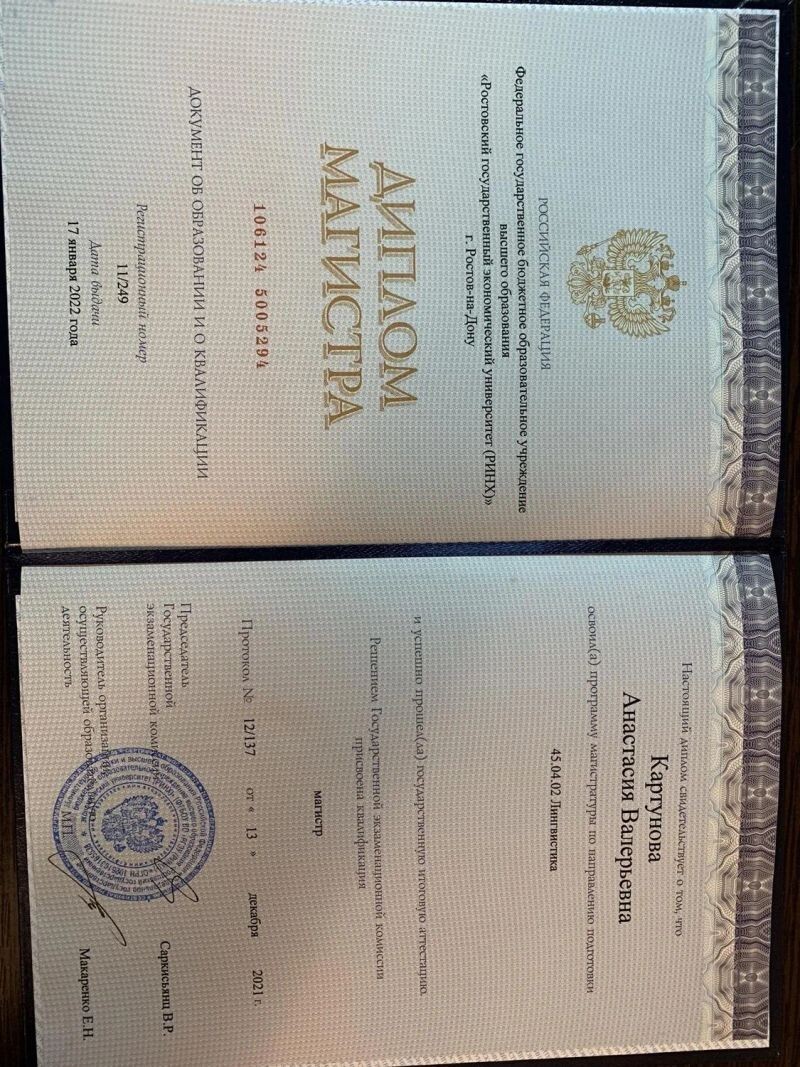 РОССИЙСКАЯ ФЕДЕРАЦИЯ
Федеральное государственное бюджетное образовательное учреждение
высшего образования
«Ростовский государственный экономический университет (РИНХ)»
г. Ростов-на-Дону
ДИПЛОМ
МАГИСТРА
106124 5005294
ДОКУМЕНТ ОБ ОБРАЗОВАНИИ И О КВАЛИФИКАЦИИ
Регистрационный номер
11/249
Дата выдачи
17 января 2022 года
Настоящий диплом свидетельствует о том, что
Картунова
Анастасия Валерьевна
освоил(а) программу магистратуры по направлению подготовки
45.04.02 Лингвистика
и успешно прошел(ла) государственную итоговую аттестацию
Решением Государственной экзаменационной комиссии
присвоена квалификация
магистр
Протокол № 12/137 от « 13 » декабря 2021 г.
Председатель
Государственной
экзаменационной
Саркисьянц В.Р.
Руководитель
осуществляющей
деятельность
М.П.
Макаренко Е.Н.